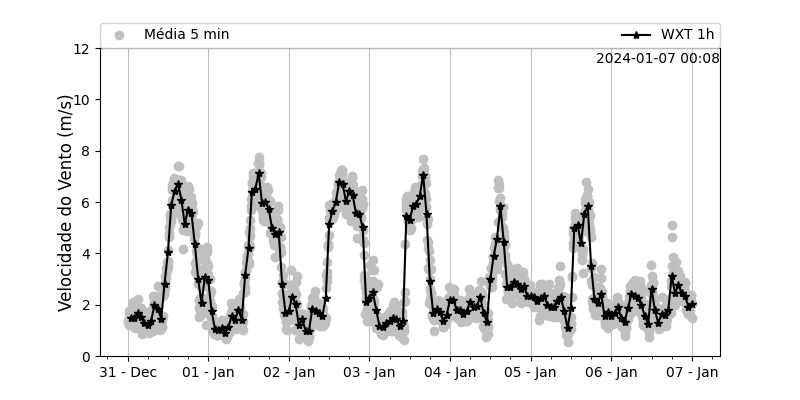 Média 5 min
WXT 1h
2024-01-07 00:08
Velocidade do Vento (m/s)
12
10
8
6
4
2
0
31 - Dec 01 - Jan 02 - Jan 03 - Jan 04 - Jan 05 - Jan 06 - Jan 07 - Jan